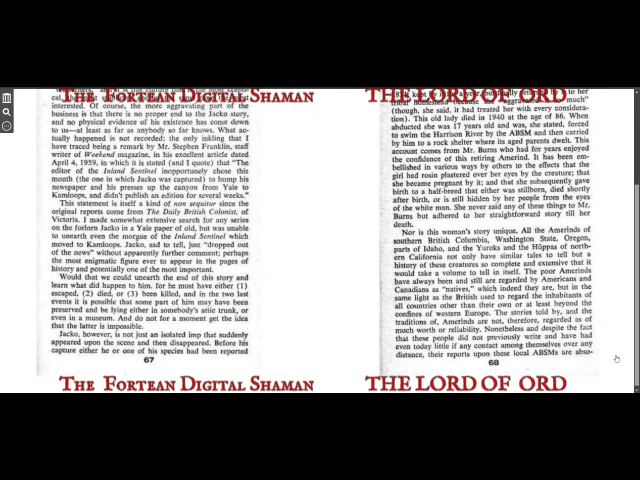 THE FORTEAN DIGITAL SHAMAN
interested. Of course, the more aggravating part of the
business is that there is no proper end to the Jacko story,
and no physical evidence of his existence has come down
to us—at least as far as anybody so far knows. What ac-
tually happened is not recorded; the only inkling that I
have traced being a remark by Mr. Stephen Franklin, staff
writer of Weekend magazine, in his excellent article dated
April 4, 1959, in which it is stated (and I quote) that "The
editor of the Inland Sentinel inopportunely chose this
month (the one in which Jacko was captured) to hump his
newspaper and his presses up the canyon from Yale to
Kamloops, and didn't publish an edition for several weeks."
This statement is itself a kind of non sequitur since the
original reports come from The Daily British Colonist, of
Victoria. I made somewhat extensive search for any series
on the forlorn Jacko in a Yale paper of old, but was unable
to unearth even the morgue of the Inland Sentinel which
moved to Kamloops. Jacko, sad to tell, just "dropped out
of the news" without apparently further comment; perhaps
the most enigmatic figure ever to appear in the pages of
history and potentially one of the most important.
Would that we could unearth the end of this story and
learn what did happen to him, for he must have either (1)
escaped, (2) died, or (3) been killed, and in the two last
events it is possible that some part of him may have been
preserved and be lying either in somebody's attic trunk, or
even in a museum. And do not for a moment get the idea
that the latter is impossible.
Jacko, however, is not just an isolated imp that suddenly
appeared upon the scene and then disappeared. Before his
capture either he or one of his species had been reported
67
THE FORTEAN DIGITAL SHAMAN
THE LORD OF ORD
(though, she said, it had treated her with every considera-
tion). This old lady died in 1940 at the age of 86. When
abducted she was 17 years old and was, she stated, forced
to swim the Harrison River by the ABSM and then carried
by him to a rock shelter where its aged parents dwelt. This
account comes from Mr. Burns who had for years enjoyed
the confidence of this retiring Amerind. It has been em-
bellished in various ways by others to the effects that the
girl had rosin plastered over her eyes by the creature; that
she became pregnant by it; and that she subsequently gave
birth to a half-breed that either was stillborn, died shortly
after birth, or is still hidden by her people from the eyes
of the white man. She never said any of these things to Mr.
Burns but adhered to her straightforward story till her
death.
Nor is this woman's story unique. All the Amerinds of
southern British Columbia, Washington State, Oregon,
parts of Idaho, and the Yuroks and the Hüppas of north-
ern California not only have similar tales to tell but a
history of these creatures so complete and extensive that it
would take a volume to tell in itself. The poor Amerinds
have always been and still are regarded by Americans and
Canadians as "natives," which indeed they are, but in the
same light as the British used to regard the inhabitants of
all countries other than their own or at least beyond the
confines of western Europe. The stories told by, and the
traditions of, Amerinds are not, therefore, regarded as of
much worth or reliability. Nonetheless and despite the fact
that these people did not previously write and have had
even today little if any contact among themselves over any
distance, their reports upon these local ABSMs are abso-
68
THE LORD OF ORD